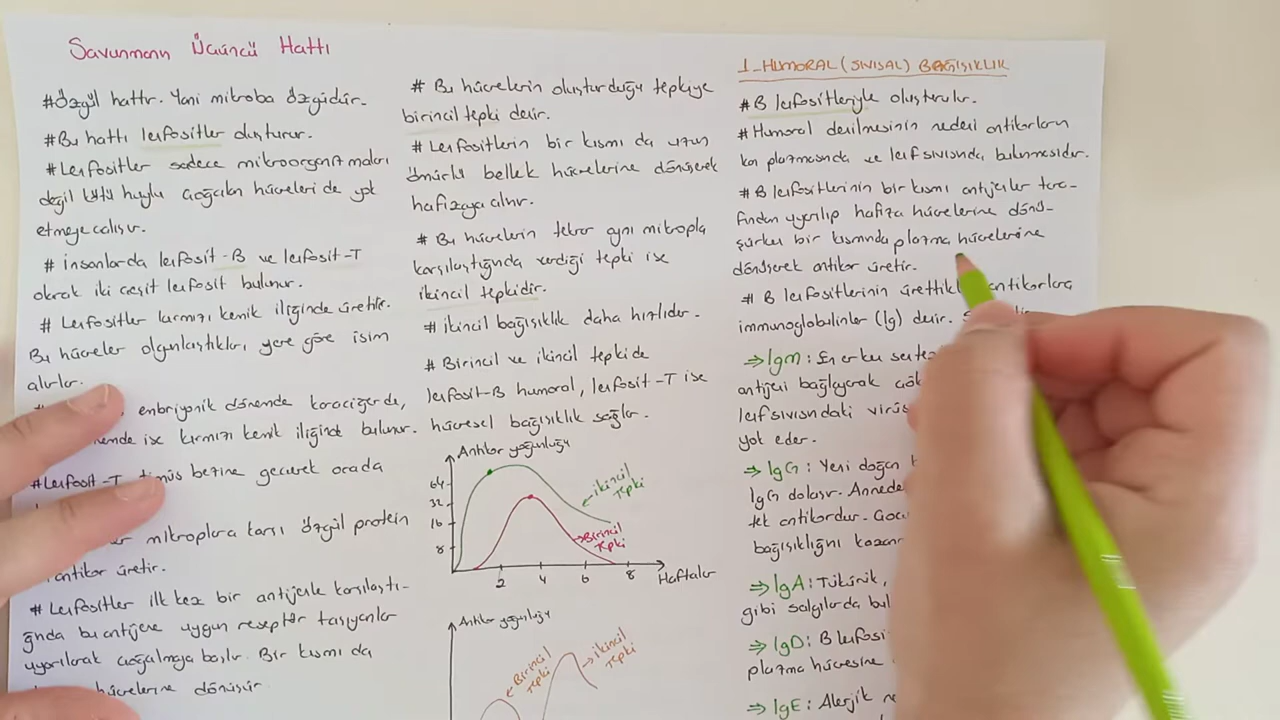 Savunmanın Üçüncü Hattı
#Özgül hattır. Yani mikroba özgüdür.
#Bu hattı lenfositler oluşturur.
#Lenfositler sadece mikroorganizmaları
değil kötü huylu çoğalan hücreleri de yok
etmeye çalışır.
# İnsanlarda lenfosit-B ve lenfosit-T
olarak iki çeşit lenfosit bulunur.
# Lenfositler kırmızı kemik iliğinde üretilir.
Bu hücreler olgunlaştıkları yere göre isim
alırlar.
embriyonik dönemde karaciğerde,
ise kırmızı kemik iliğinde bulunur.
#Lenfosit-T timüs bezine geçerek orada
mikroplara karşı özgül protein
antikor üretir.
# Lenfositler ilk kez bir antijenle karşılaştı-
ğında bu antijene uygun reseptör taşıyanlar
uyarılarak çoğalmaya başlar. Bir kısmı da
hücrelerine dönüşür.
# Bu hücrelerin oluşturduğu tepkiye
birincil tepki denir.
# Lenfositlerin bir kısmı da uzun
ömürlü bellek hücrelerine dönüşerek
hafızaya alınır.
# Bu hücrelerin tekrar aynı mikropla
karşılaştığında verdiği tepki ise
ikincil tepkidir.
# İkincil bağışıklık daha hızlıdır.
# Birincil ve ikincil tepkide
lenfosit-B humoral, lenfosit-T ise
hücresel bağışıklık sağlar.
Antikor yoğunluğu
64
32
16
8
2 4 6 8
Haftalar
İkincil Tepki
Birincil Tepki
Antikor yoğunluğu
Birincil Tepki
İkincil Tepki
1_HUMORAL (SIVISAL) BAĞIŞIKLIK
# B lenfositleriyle oluşturulur.
# Humoral denilmesinin nedeni antikorların
kan plazmasında ve lenf sıvısında bulunmasıdır.
# B lenfositlerinin bir kısmı antijenler tara-
fından uyarılıp hafıza hücrelerine dönü-
şürken bir kısmında plazma hücrelerine
dönüşerek antikor üretir.
# B lenfositlerinin ürettikl antikorlara
immunoglobulinler (Ig) denir.
⇒IgM: En erken
antijeni bağlayarak
lenf sıvısındaki virüs
yok eder.
⇒ IgG: Yeni doğan
IgG dolaşır. Anneden
tek antikordur.
bağışıklığını
⇒IgA: Tükürük,
gibi salgılarda
⇒ IgD: B lenfosi
plazma hücresine
⇒ IgE: Alerjik